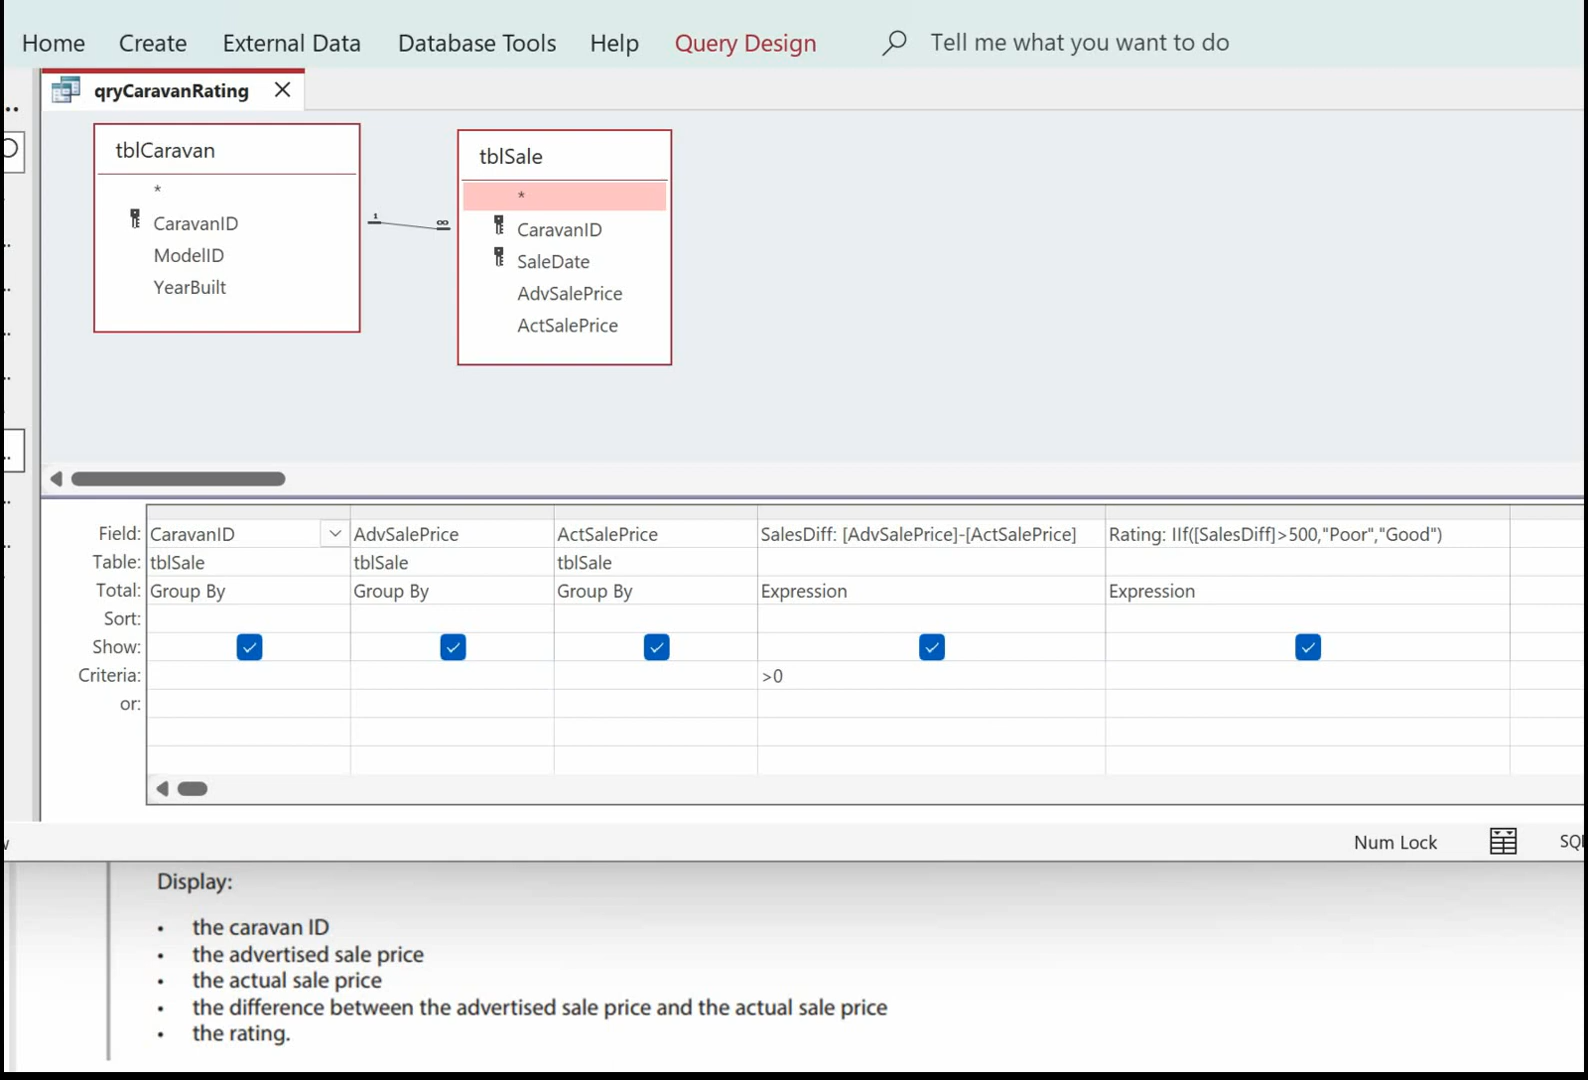 Home Create External Data Database Tools Help Query Design Tell me what you want to do
qryCaravanRating
tblCaravan
*
CaravanID
ModelID
YearBuilt
1 ∞
tblSale
*
CaravanID
SaleDate
AdvSalePrice
ActSalePrice
Field: CaravanID AdvSalePrice ActSalePrice SalesDiff: [AdvSalePrice]-[ActSalePrice] Rating: IIf([SalesDiff]>500,"Poor","Good")
Table: tblSale tblSale tblSale
Total: Group By Group By Group By Expression Expression
Sort:
Show:
Criteria: >0
or:
Num Lock
Display:
• the caravan ID
• the advertised sale price
• the actual sale price
• the difference between the advertised sale price and the actual sale price
• the rating.